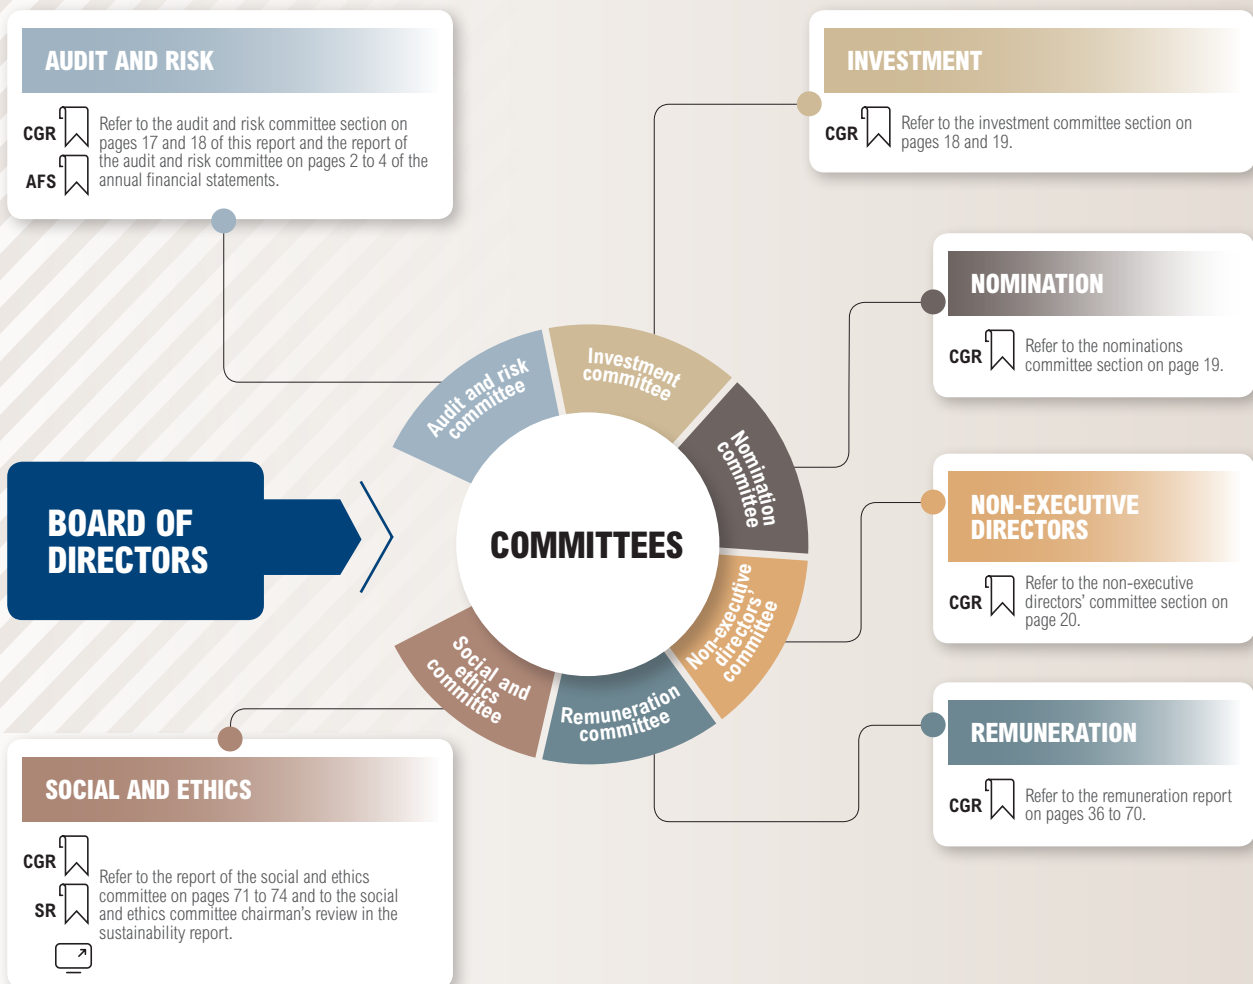 AUDIT AND RISK
CGR
AFS
Refer to the audit and risk committee section on
pages 17 and 18 of this report and the report of
the audit and risk committee on pages 2 to 4 of the
annual financial statements.
INVESTMENT
CGR
Refer to the investment committee section on
pages 18 and 19.
NOMINATION
CGR
Refer to the nominations
committee section on page 19.
NON-EXECUTIVE
DIRECTORS
CGR
Refer to the non-executive
directors’ committee section on
page 20.
REMUNERATION
CGR
Refer to the remuneration report
on pages 36 to 70.
BOARD OF
DIRECTORS
COMMITTEES
Audit and risk
committee
Investment
committee
Nomination
committee
Non-executive
directors’
committee
Remuneration
committee
Social and
ethics
committee
SOCIAL AND ETHICS
CGR
SR
Refer to the report of the social and ethics
committee on pages 71 to 74 and to the social
and ethics committee chairman’s review in the
sustainability report.